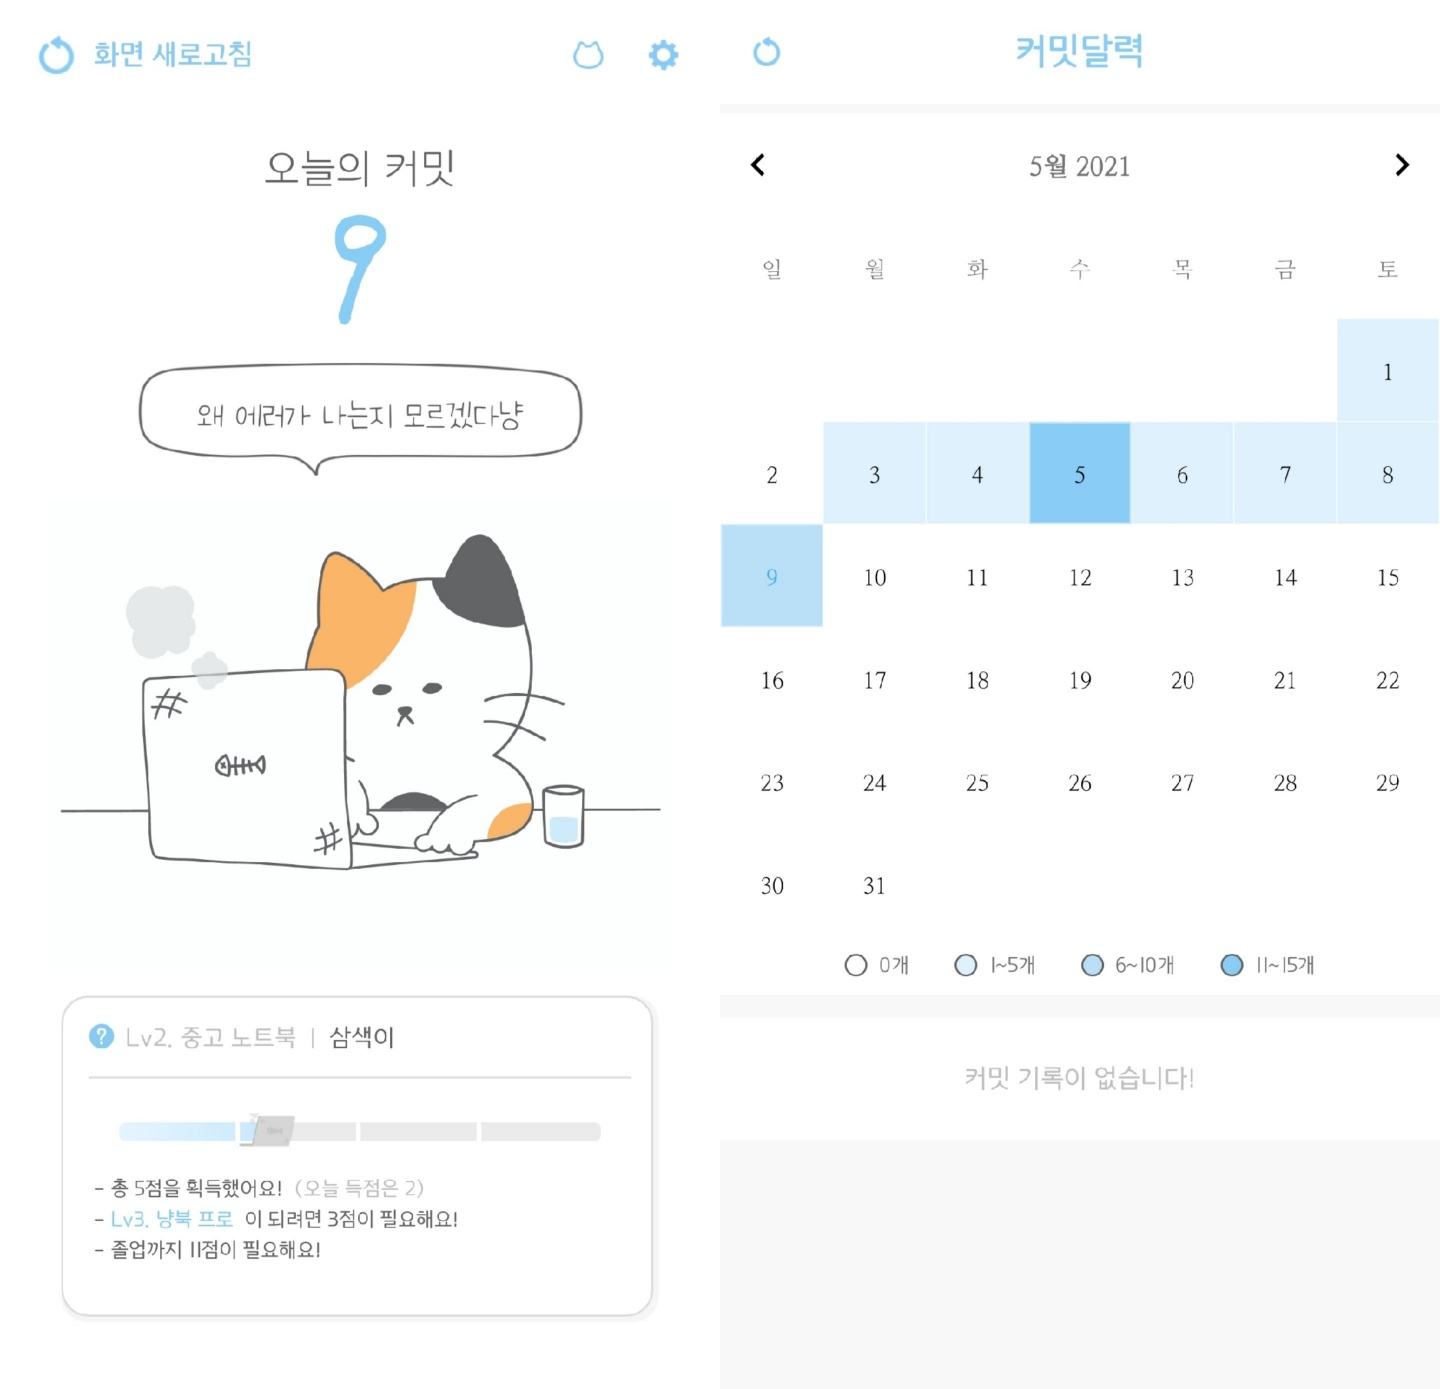 화면 새로고침
오늘의 커밋
9
왜 에러가 나는지 모르겠다냥
? Lv2. 중고 노트북 | 삼색이
- 총 5점을 획득했어요! (오늘 득점은 2)
- Lv3. 냥북 프로 이 되려면 3점이 필요해요!
- 졸업까지 11점이 필요해요!
커밋달력
5월 2021
일 월 화 수 목 금 토
1
2 3 4 5 6 7 8
9 10 11 12 13 14 15
16 17 18 19 20 21 22
23 24 25 26 27 28 29
30 31
0개 1~5개 6~10개 11~15개
커밋 기록이 없습니다!